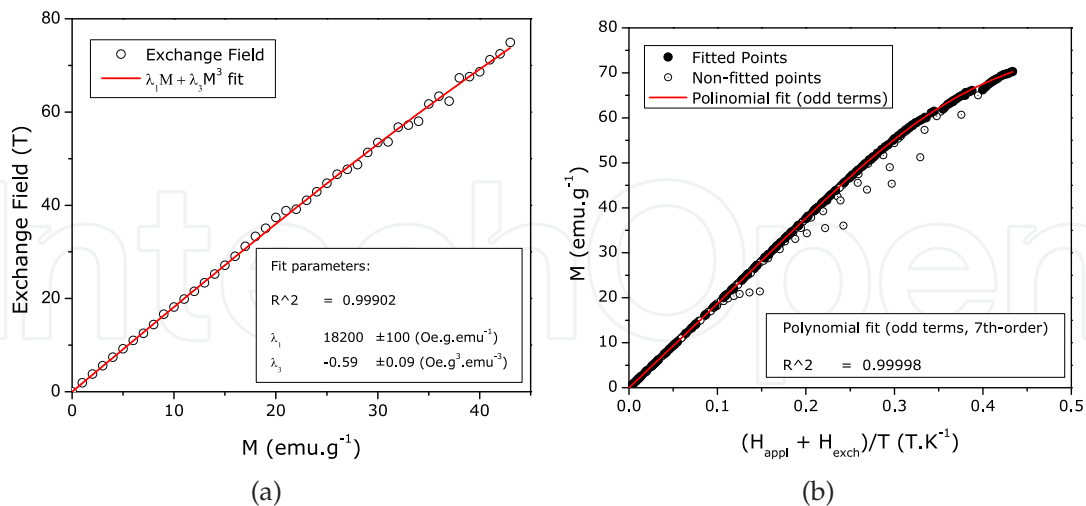 80
60
40
20
0
0
10
20
30
40
Exchange Field (T)
M (emu.g⁻¹)
Exchange Field
λ₁M + λ₃M³ fit
Fit parameters:
R^2 = 0.99902
λ₁ 18200 ±100 (Oe.g.emu⁻¹)
λ₃ -0.59 ±0.09 (Oe.g³.emu⁻³)
(a)
80
70
60
50
40
30
20
10
0
0.0
0.1
0.2
0.3
0.4
0.5
M (emu.g⁻¹)
(H_appl + H_exch)/T (T.K⁻¹)
Fitted Points
Non-fitted points
Polinomial fit (odd terms)
Polynomial fit (odd terms, 7th-order)
R^2 = 0.99998
(b)
IntechOpen